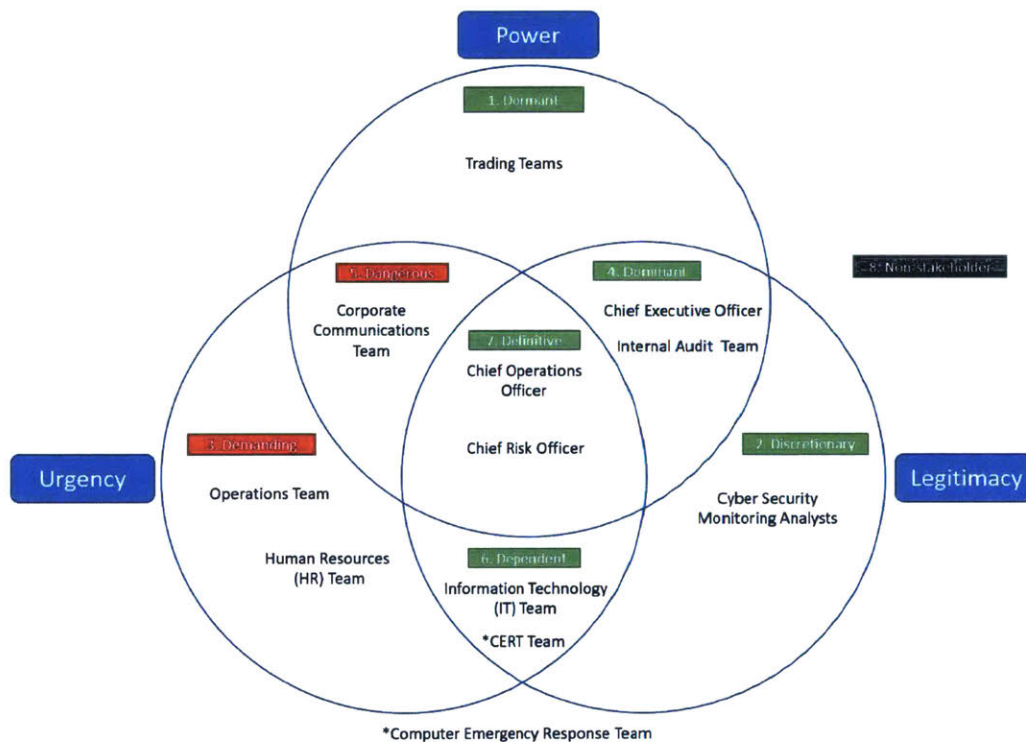 Power
1. Dormant
Trading Teams
5. Dangerous
4. Dominant
8. Non-stakeholder
Corporate
Communications
Team
Chief Executive Officer
Internal Audit Team
7. Definitive
Chief Operations
Officer
Chief Risk Officer
3. Demanding
2. Discretionary
Urgency
Legitimacy
Operations Team
Cyber Security
Monitoring Analysts
Human Resources
(HR) Team
6. Dependent
Information Technology
(IT) Team
*CERT Team
*Computer Emergency Response Team